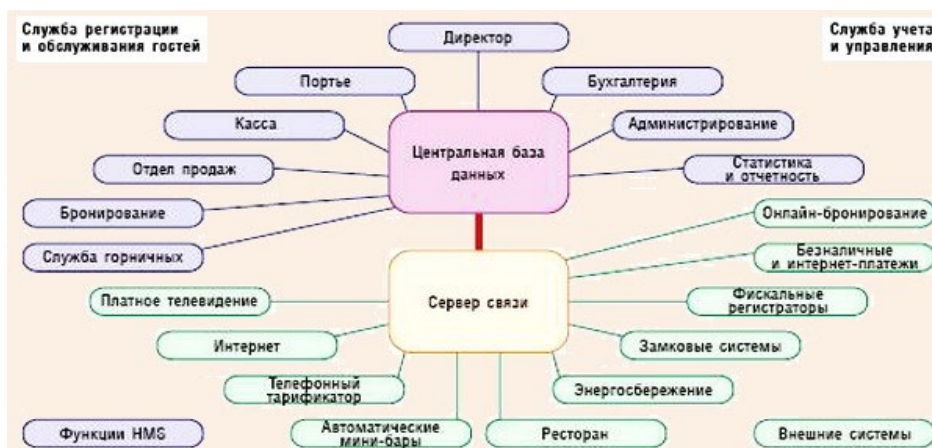 Служба регистрации
и обслуживания гостей
Служба учета
и управления
Директор
Портье
Бухгалтерия
Касса
Администрирование
Центральная база
данных
Отдел продаж
Статистика
и отчетность
Бронирование
Онлайн-бронирование
Служба горничных
Безналичные
и интернет-платежи
Платное телевидение
Сервер связи
Фискальные
регистраторы
Интернет
Замковые системы
Телефонный
тарификатор
Энергосбережение
Функции HMS
Автоматические
мини-бары
Ресторан
Внешние системы